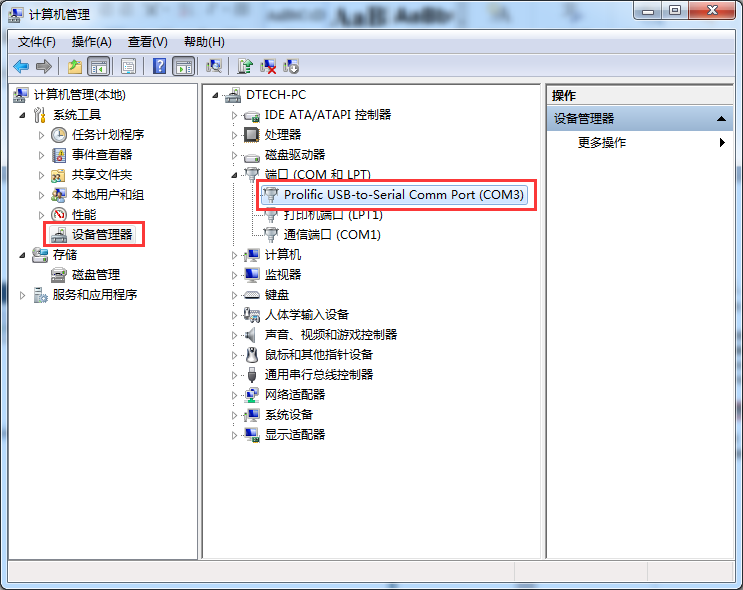 计算机管理
文件(F) 操作(A) 查看(V) 帮助(H)
计算机管理(本地)
系统工具
任务计划程序
事件查看器
共享文件夹
本地用户和组
性能
设备管理器
存储
磁盘管理
服务和应用程序
DTECH-PC
IDE ATA/ATAPI 控制器
处理器
磁盘驱动器
端口 (COM 和 LPT)
Prolific USB-to-Serial Comm Port (COM3)
打印机端口 (LPT1)
通信端口 (COM1)
计算机
监视器
键盘
人体学输入设备
声音、视频和游戏控制器
鼠标和其他指针设备
通用串行总线控制器
网络适配器
系统设备
显示适配器
操作
设备管理器
更多操作